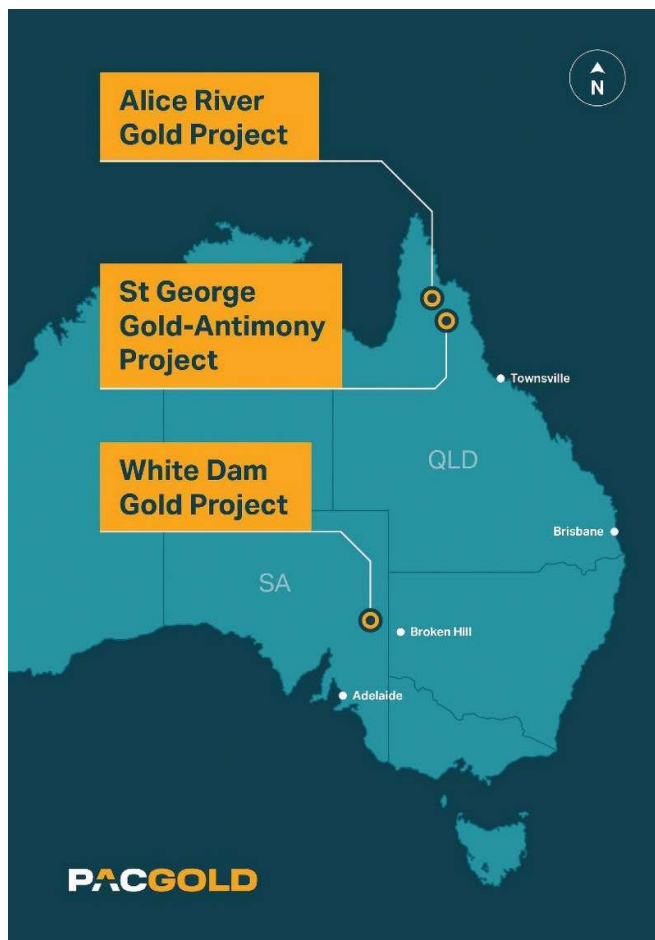 N
Alice River
Gold Project
St George
Gold-Antimony
Project
Townsville
White Dam
Gold Project
QLD
Brisbane
SA
Broken Hill
Adelaide
PACGOLD